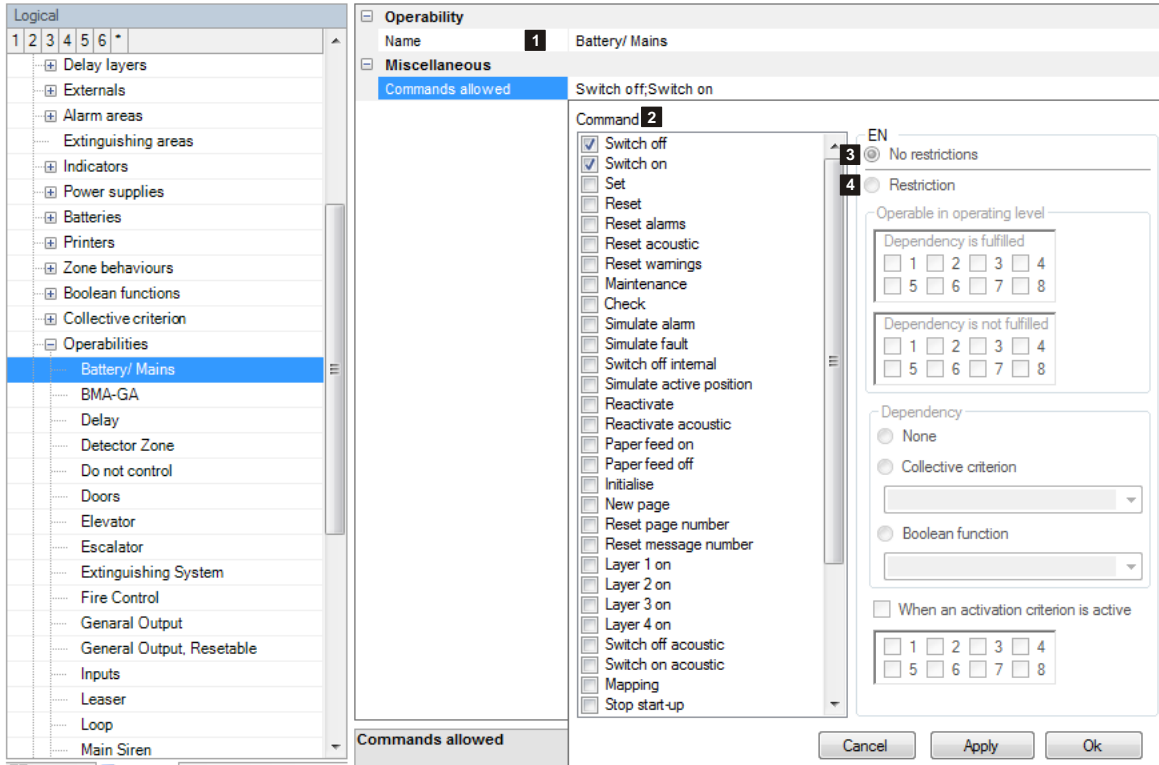 Logical
1 2 3 4 5 6 *
Delay layers
Externals
Alarm areas
Extinguishing areas
Indicators
Power supplies
Batteries
Printers
Zone behaviours
Boolean functions
Collective criterion
Operabilities
Battery/ Mains
BMA-GA
Delay
Detector Zone
Do not control
Doors
Elevator
Escalator
Extinguishing System
Fire Control
Genaral Output
General Output, Resetable
Inputs
Leaser
Loop
Main Siren
Operability
Name 1 Battery/ Mains
Miscellaneous
Commands allowed Switch off;Switch on
Command 2
Switch off
Switch on
Set
Reset
Reset alarms
Reset acoustic
Reset warnings
Maintenance
Check
Simulate alarm
Simulate fault
Switch off internal
Simulate active position
Reactivate
Reactivate acoustic
Paper feed on
Paper feed off
Initialise
New page
Reset page number
Reset message number
Layer 1 on
Layer 2 on
Layer 3 on
Layer 4 on
Switch off acoustic
Switch on acoustic
Mapping
Stop start-up
EN
3 No restrictions
4 Restriction
Operable in operating level
Dependency is fulfilled
1 2 3 4
5 6 7 8
Dependency is not fulfilled
1 2 3 4
5 6 7 8
Dependency
None
Collective criterion
Boolean function
When an activation criterion is active
1 2 3 4
5 6 7 8
Commands allowed
Cancel Apply Ok